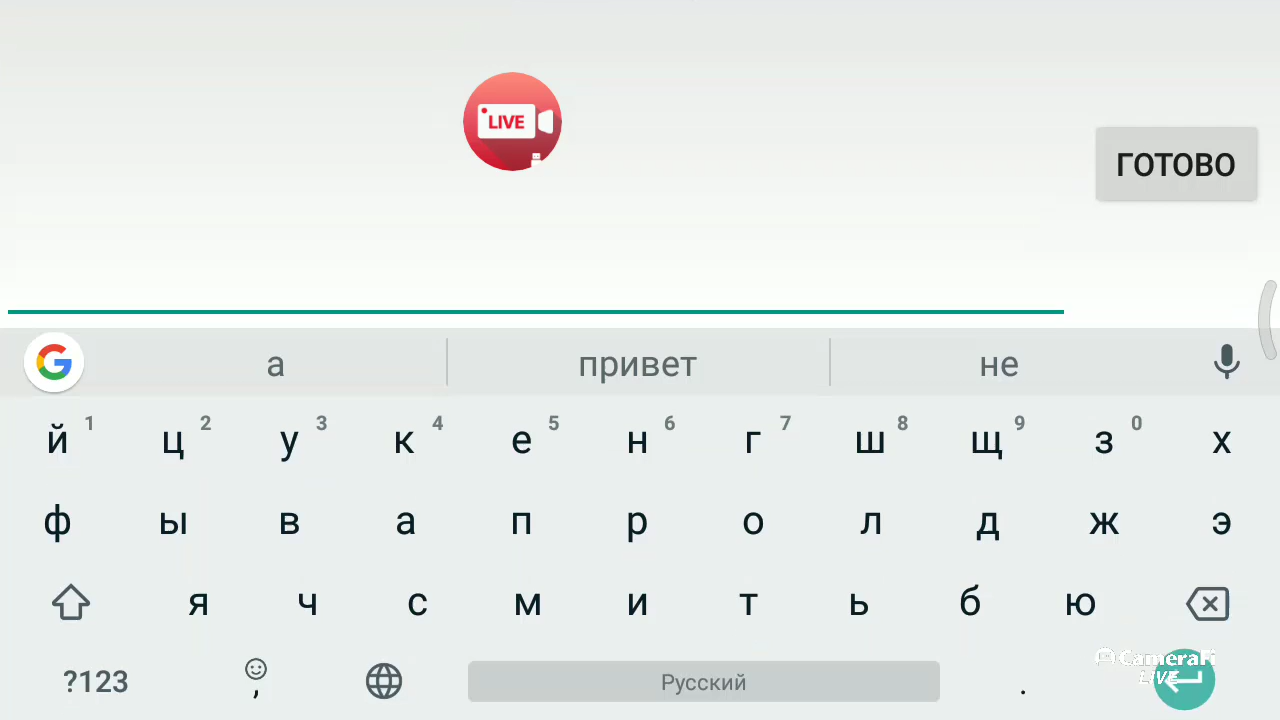 LIVE
ГОТОВО
а привет не
й 1 ц 2 у 3 к 4 е 5 н 6 г 7 ш 8 щ 9 з 0 х
ф ы в а п р о л д ж э
я ч с м и т ь б ю
?123 , Русский .
CameraFi
LIVE